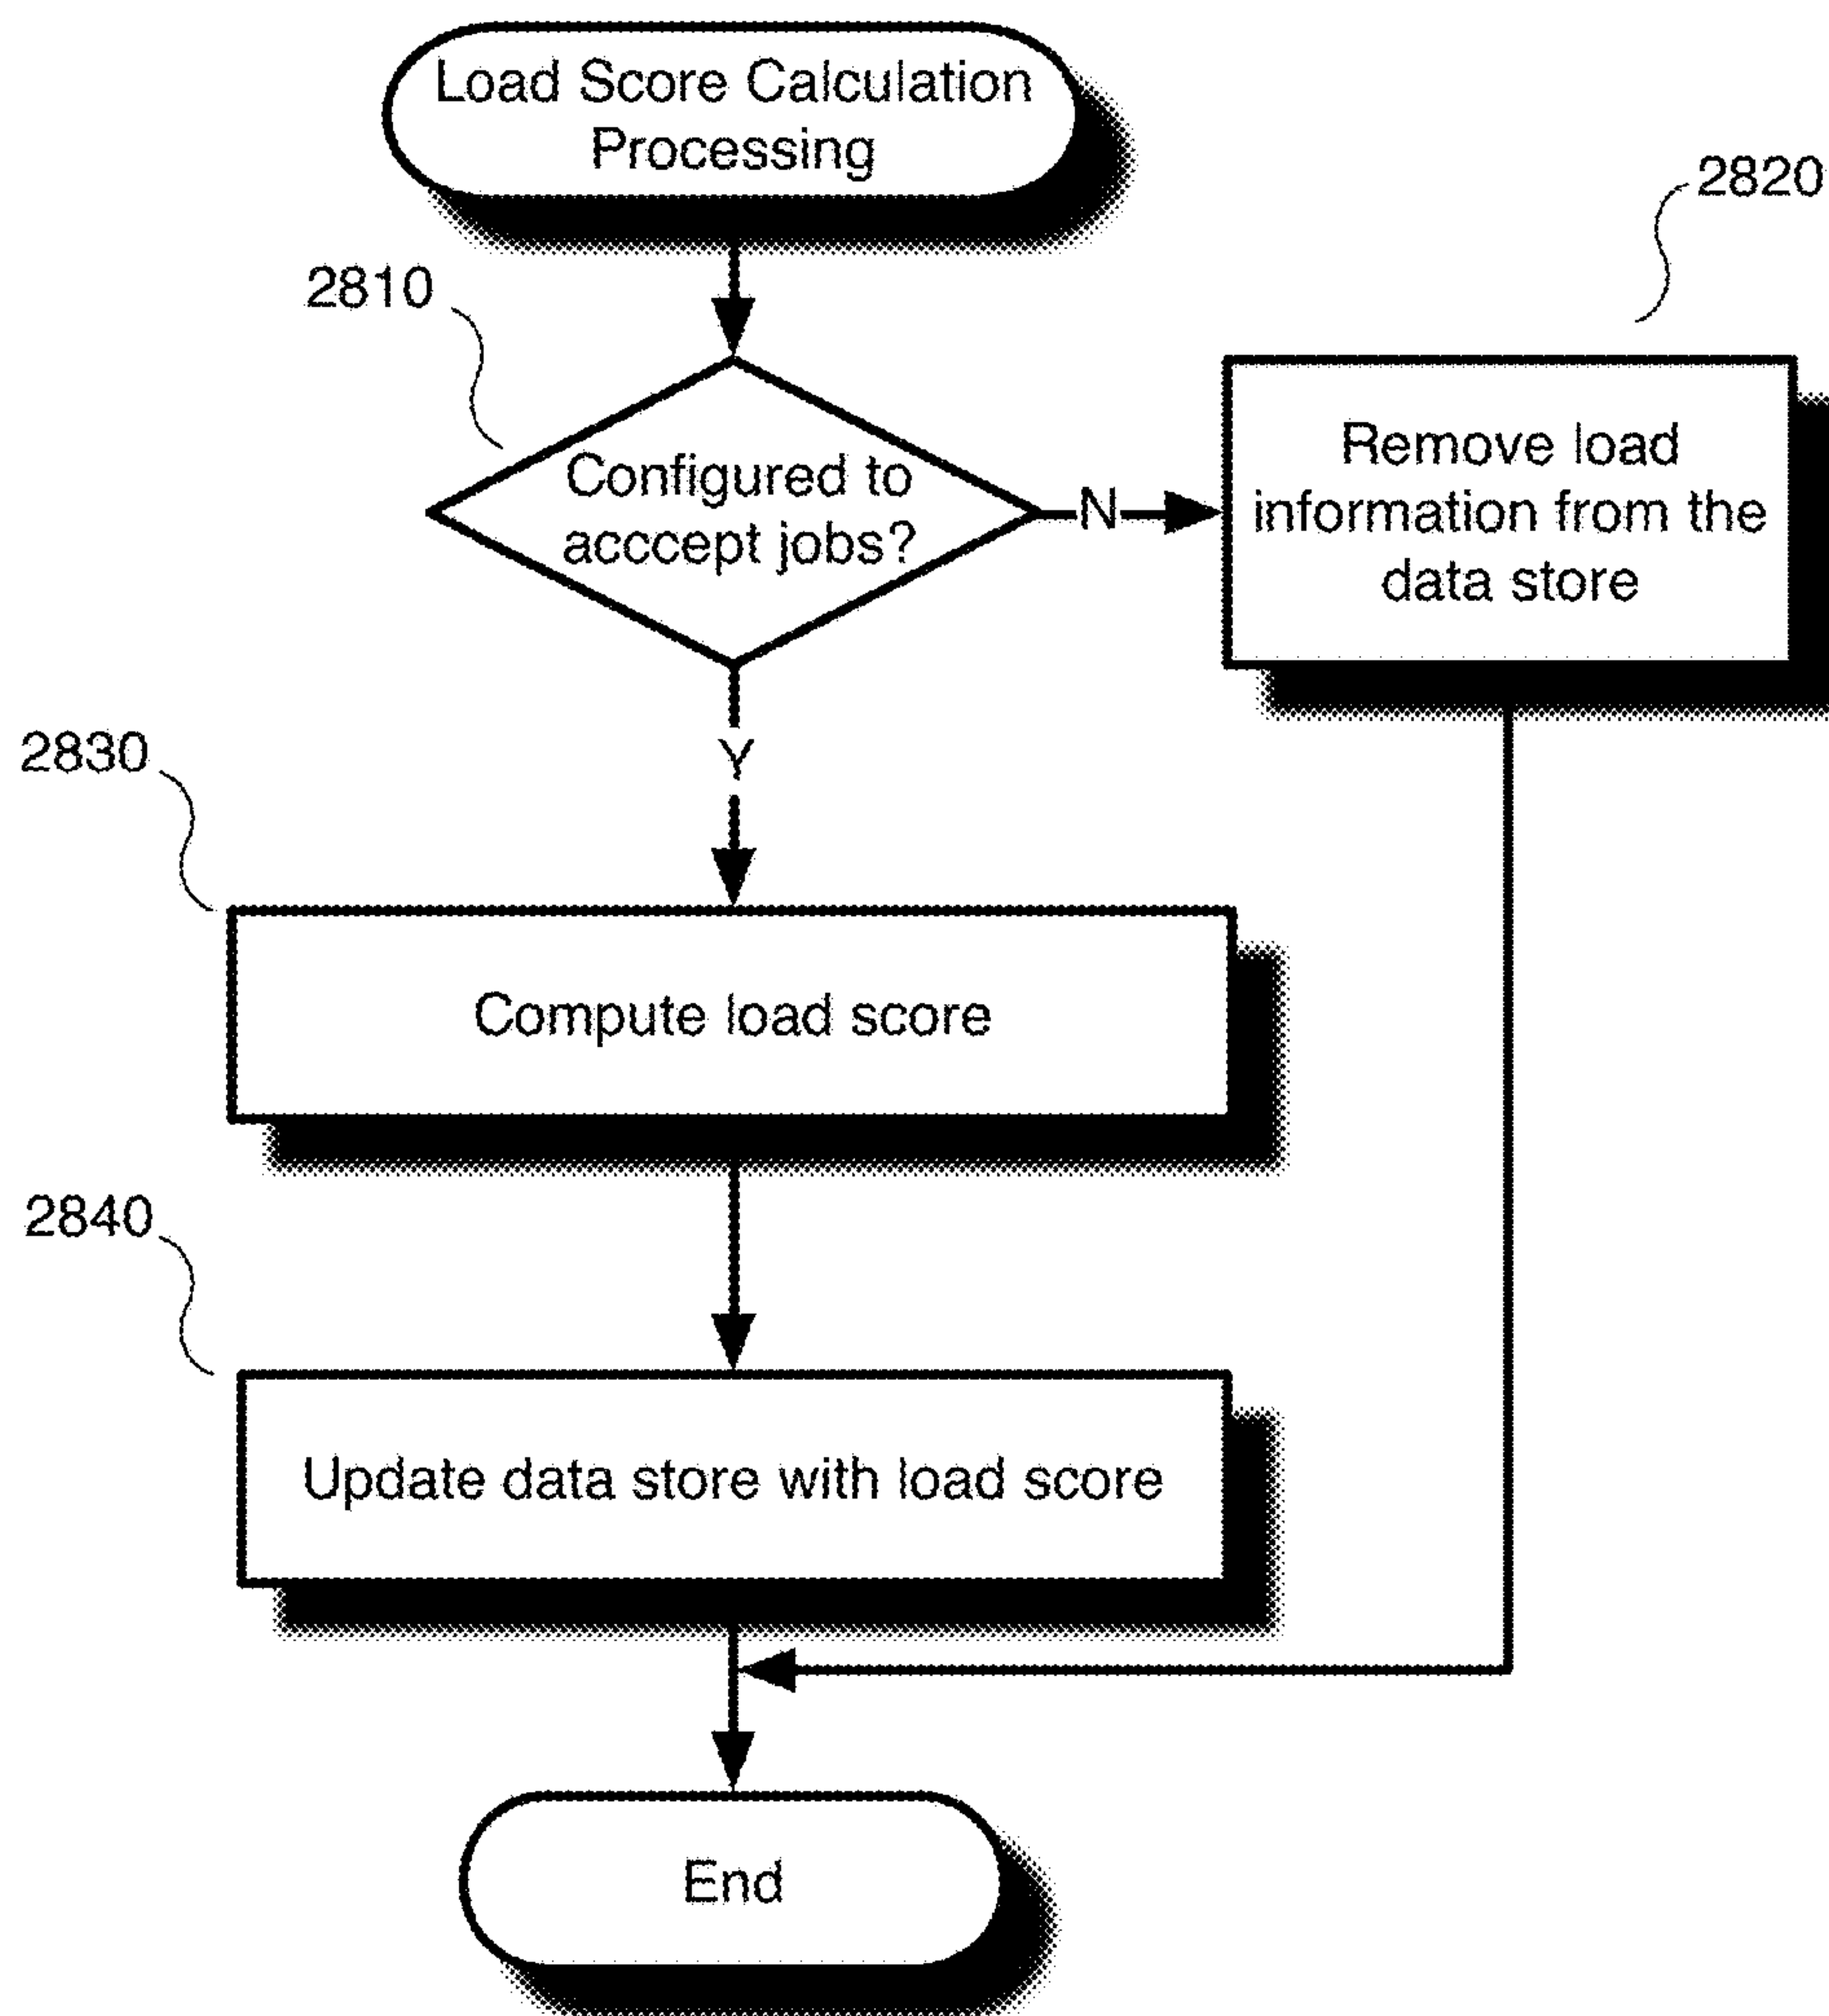 Load Score Calculation
Processing
2820
2810
Configured to
acccept jobs?
N
Remove load
information from the
data store
Y
2830
Compute load score
2840
Update data store with load score
End